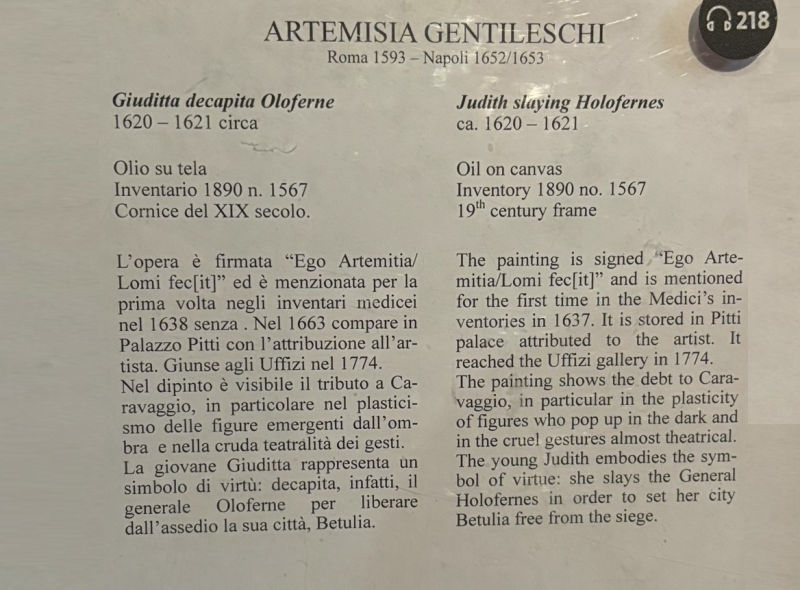 218
ARTEMISIA GENTILESCHI
Roma 1593 – Napoli 1652/1653
Giuditta decapita Oloferne
1620 – 1621 circa
Olio su tela
Inventario 1890 n. 1567
Cornice del XIX secolo.
L'opera è firmata “Ego Artemitia/
Lomi fec[it]” ed è menzionata per la
prima volta negli inventari medicei
nel 1638 senza . Nel 1663 compare in
Palazzo Pitti con l'attribuzione all'ar-
tista. Giunse agli Uffizi nel 1774.
Nel dipinto è visibile il tributo a Ca-
ravaggio, in particolare nel plastici-
smo delle figure emergenti dall'om-
bra e nella cruda teatralità dei gesti.
La giovane Giuditta rappresenta un
simbolo di virtù: decapita, infatti, il
generale Oloferne per liberare
dall'assedio la sua città, Betulia.
Judith slaying Holofernes
ca. 1620 – 1621
Oil on canvas
Inventory 1890 no. 1567
19th century frame
The painting is signed “Ego Arte-
mitia/Lomi fec[it]” and is mentioned
for the first time in the Medici's in-
ventories in 1637. It is stored in Pitti
palace attributed to the artist. It
reached the Uffizi gallery in 1774.
The painting shows the debt to Cara-
vaggio, in particular in the plasticity
of figures who pop up in the dark and
in the cruel gestures almost theatrical.
The young Judith embodies the sym-
bol of virtue: she slays the General
Holofernes in order to set her city
Betulia free from the siege.